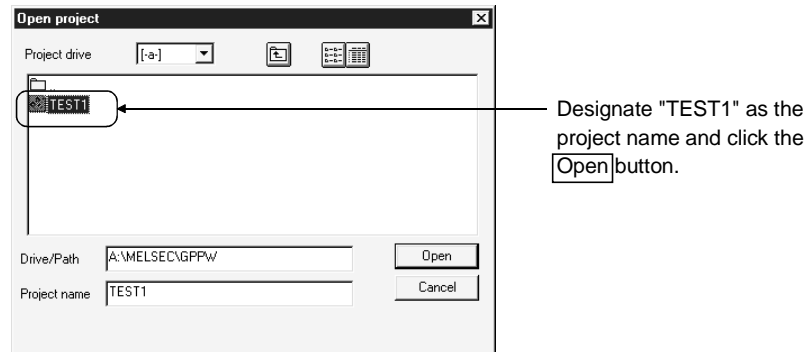 Open project
Project drive [-a-]
..
TEST1
Designate "TEST1" as the
project name and click the
Open button.
Drive/Path A:\MELSEC\GPPW Open
Project name TEST1 Cancel